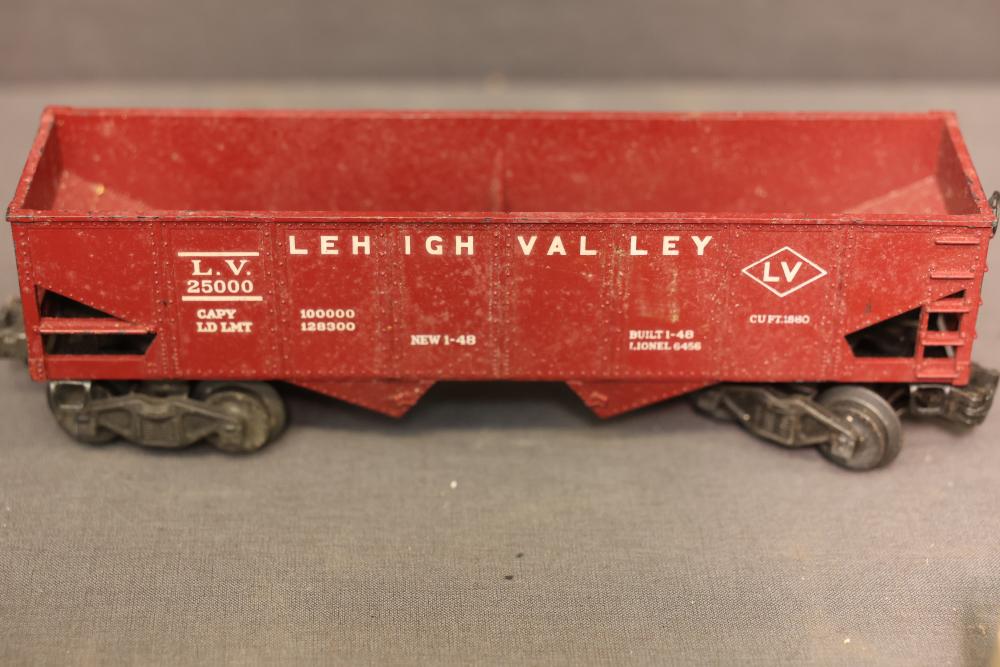 LEHIGH VALLEY
L.V.
25000
CAPY 100000
LD LMT 128300
NEW 1-48
BUILT 1-48
LIONEL 6456
LV
CU FT. 1880